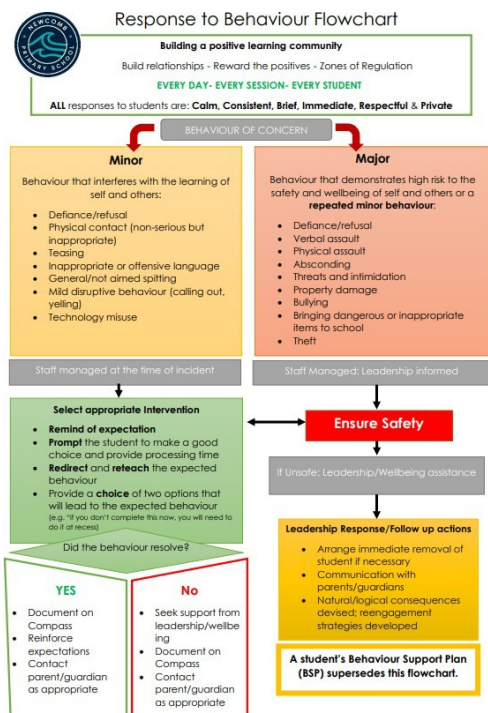 Response to Behaviour Flowchart
NEWCOMB
PRIMARY SCHOOL
Building a positive learning community
Build relationships - Reward the positives - Zones of Regulation
EVERY DAY- EVERY SESSION- EVERY STUDENT
ALL responses to students are: Calm, Consistent, Brief, Immediate, Respectful & Private
BEHAVIOUR OF CONCERN
Minor
Behaviour that interferes with the learning of
self and others:
• Defiance/refusal
• Physical contact (non-serious but
inappropriate)
• Teasing
• Inappropriate or offensive language
• General/not aimed spitting
• Mild disruptive behaviour (calling out,
yelling)
• Technology misuse
Major
Behaviour that demonstrates high risk to the
safety and wellbeing of self and others or a
repeated minor behaviour:
• Defiance/refusal
• Verbal assault
• Physical assault
• Absconding
• Threats and intimidation
• Property damage
• Bullying
• Bringing dangerous or inappropriate
items to school
• Theft
Staff managed at the time of incident
Staff Managed: Leadership informed
Select appropriate Intervention
• Remind of expectation
• Prompt the student to make a good
choice and provide processing time
• Redirect and reteach the expected
behaviour
• Provide a choice of two options that
will lead to the expected behaviour
(e.g. "if you don't complete this now, you will need to
do it at recess)
Ensure Safety
If Unsafe: Leadership/Wellbeing assistance
Leadership Response/Follow up actions
• Arrange immediate removal of
student if necessary
• Communication with
parents/guardians
• Natural/logical consequences
devised; reengagement
strategies developed
Did the behaviour resolve?
YES
• Document on
Compass
• Reinforce
expectations
• Contact
parent/guardian
as appropriate
No
• Seek support from
leadership/wellbe
ing
• Document on
Compass
• Contact
parent/guardian
as appropriate
A student's Behaviour Support Plan
(BSP) supersedes this flowchart.